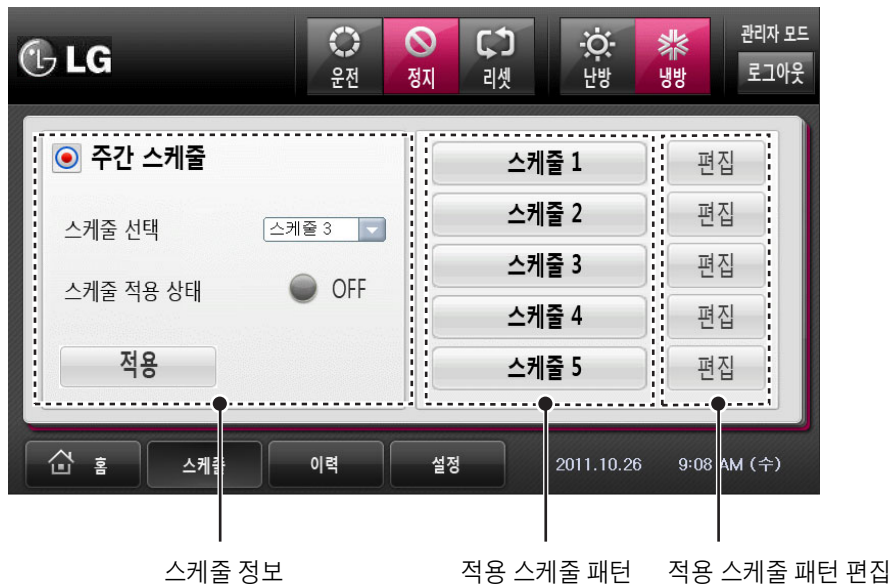 LG
운전
정지
리셋
난방
냉방
관리자 모드
로그아웃
주간 스케줄
스케줄 선택
스케줄 3
스케줄 적용 상태
OFF
적용
스케줄 1
편집
스케줄 2
편집
스케줄 3
편집
스케줄 4
편집
스케줄 5
편집
홈
스케줄
이력
설정
2011.10.26
9:08 AM (수)
스케줄 정보
적용 스케줄 패턴
적용 스케줄 패턴 편집